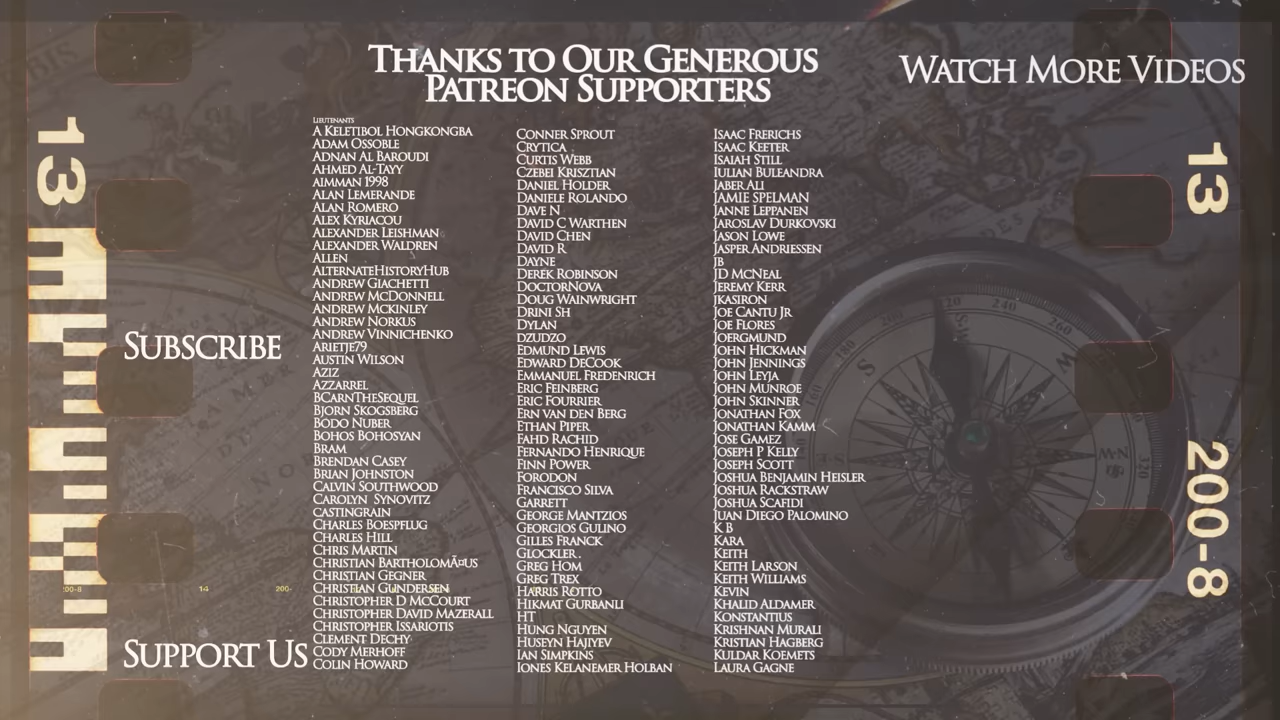 Thanks to Our Generous
Patreon Supporters
Watch More Videos
Subscribe
Support Us
Lieutenants
A Keletibol Hongkongba
Adam Ossoble
Adnan Al Baroudi
Ahmed Al-Tayy
aimman 1998
Alan Lemerande
Alan Romero
Alex Kyriacou
Alexander Leishman
Alexander Waldren
Allen
AlternateHistoryHub
Andrew Giachetti
Andrew McDonnell
Andrew Mckinley
Andrew Norkus
Andrew Vinnichenko
Arietje79
Austin Wilson
Aziz
Azzarrel
BCarnTheSequel
Bjorn Skogsberg
Bodo Nuber
Bohos Bohosyan
Bram
Brendan Casey
Brian Johnston
Calvin Southwood
Carolyn Synovitz
castingrain
Charles Boespflug
Charles Hill
Chris Martin
Christian BartholomÃ¤us
Christian Gegner
Christian Gundersen
Christopher D McCourt
Christopher David Mazerall
Christopher Issariotis
Clement Dechy
Cody Merhoff
Colin Howard
Conner Sprout
Crytica
Curtis Webb
Czebei Krisztian
Daniel Holder
Daniele Rolando
Dave N
David C Warthen
David Chen
David R
Dayne
Derek Robinson
DoctorNova
Doug Wainwright
Drini Sh
Dylan
dzudzo
Edmund Lewis
Edward DeCook
Emmanuel Fredenrich
Eric Feinberg
Eric Fourrier
Ern van den Berg
Ethan Piper
Fahd Rachid
Fernando Henrique
Finn Power
Forodon
Francisco Silva
Garrett
George Mantzios
Georgios Gulino
Gilles Franck
Glockler .
Greg Hom
Greg Trex
Harris Rotto
Hikmat Gurbanli
HT
Hung Nguyen
Huseyn Hajiyev
Ian Simpkins
Iones Kelanemer Holban
Isaac Frerichs
Isaac Keeter
Isaiah Still
Iulian Buleandra
Jaber Ali
JAMIE SPELMAN
Janne Leppanen
Jaroslav Durkovski
Jason Lowe
Jasper Andriessen
JB
JD McNeal
Jeremy Kerr
jkasiron
Joe Cantu Jr
Joe Flores
Joergmund
John Hickman
John Jennings
John Leyja
John Munroe
John Skinner
Jonathan Fox
Jonathan Kamm
Jose Gamez
Joseph P Kelly
Joseph Scott
Joshua Benjamin Heisler
Joshua Rackstraw
Joshua Scafidi
Juan Diego Palomino
K B
Kara
Keith
Keith Larson
Keith Williams
Kevin
Khalid Aldamer
Konstantius
Krishnan Murali
Kristian Hagberg
Kuldar Koemets
Laura Gagne
13
13
200-8